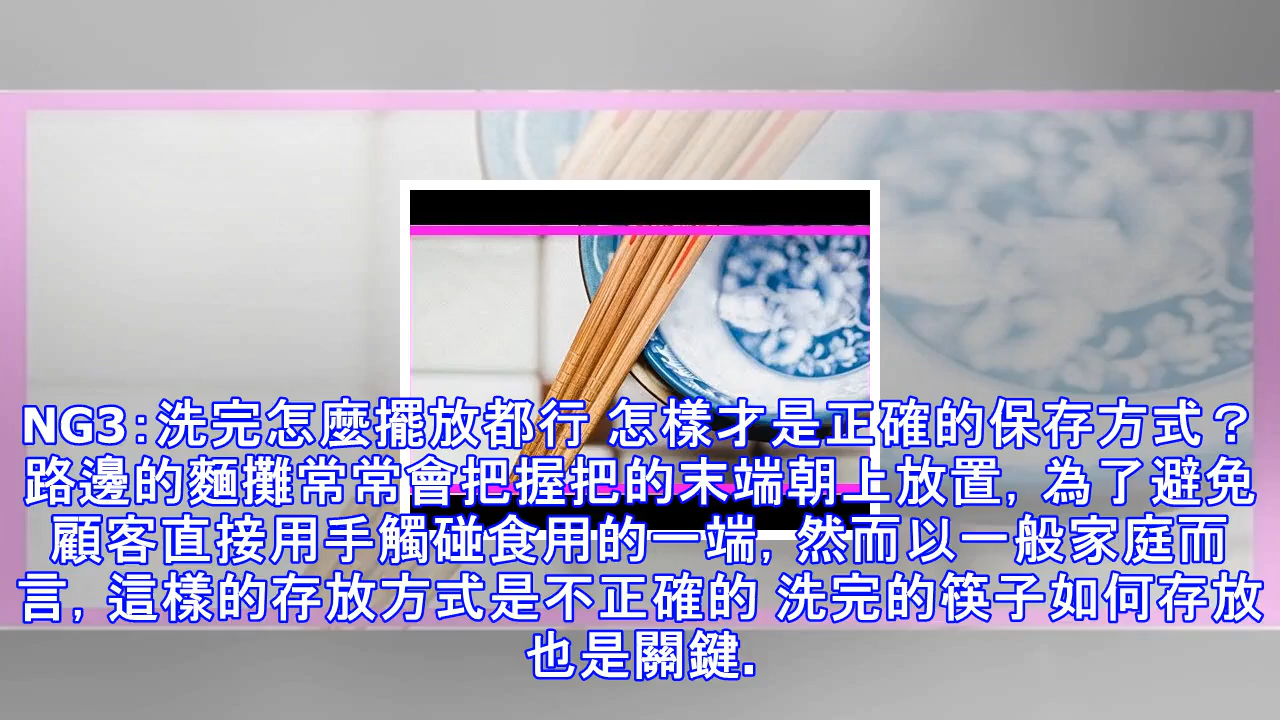 NG3:洗完怎麼擺放都行 怎樣才是正確的保存方式？
路邊的麵攤常常會把握把的末端朝上放置, 為了避免
顧客直接用手觸碰食用的一端, 然而以一般家庭而
言, 這樣的存放方式是不正確的 洗完的筷子如何存放
也是關鍵.